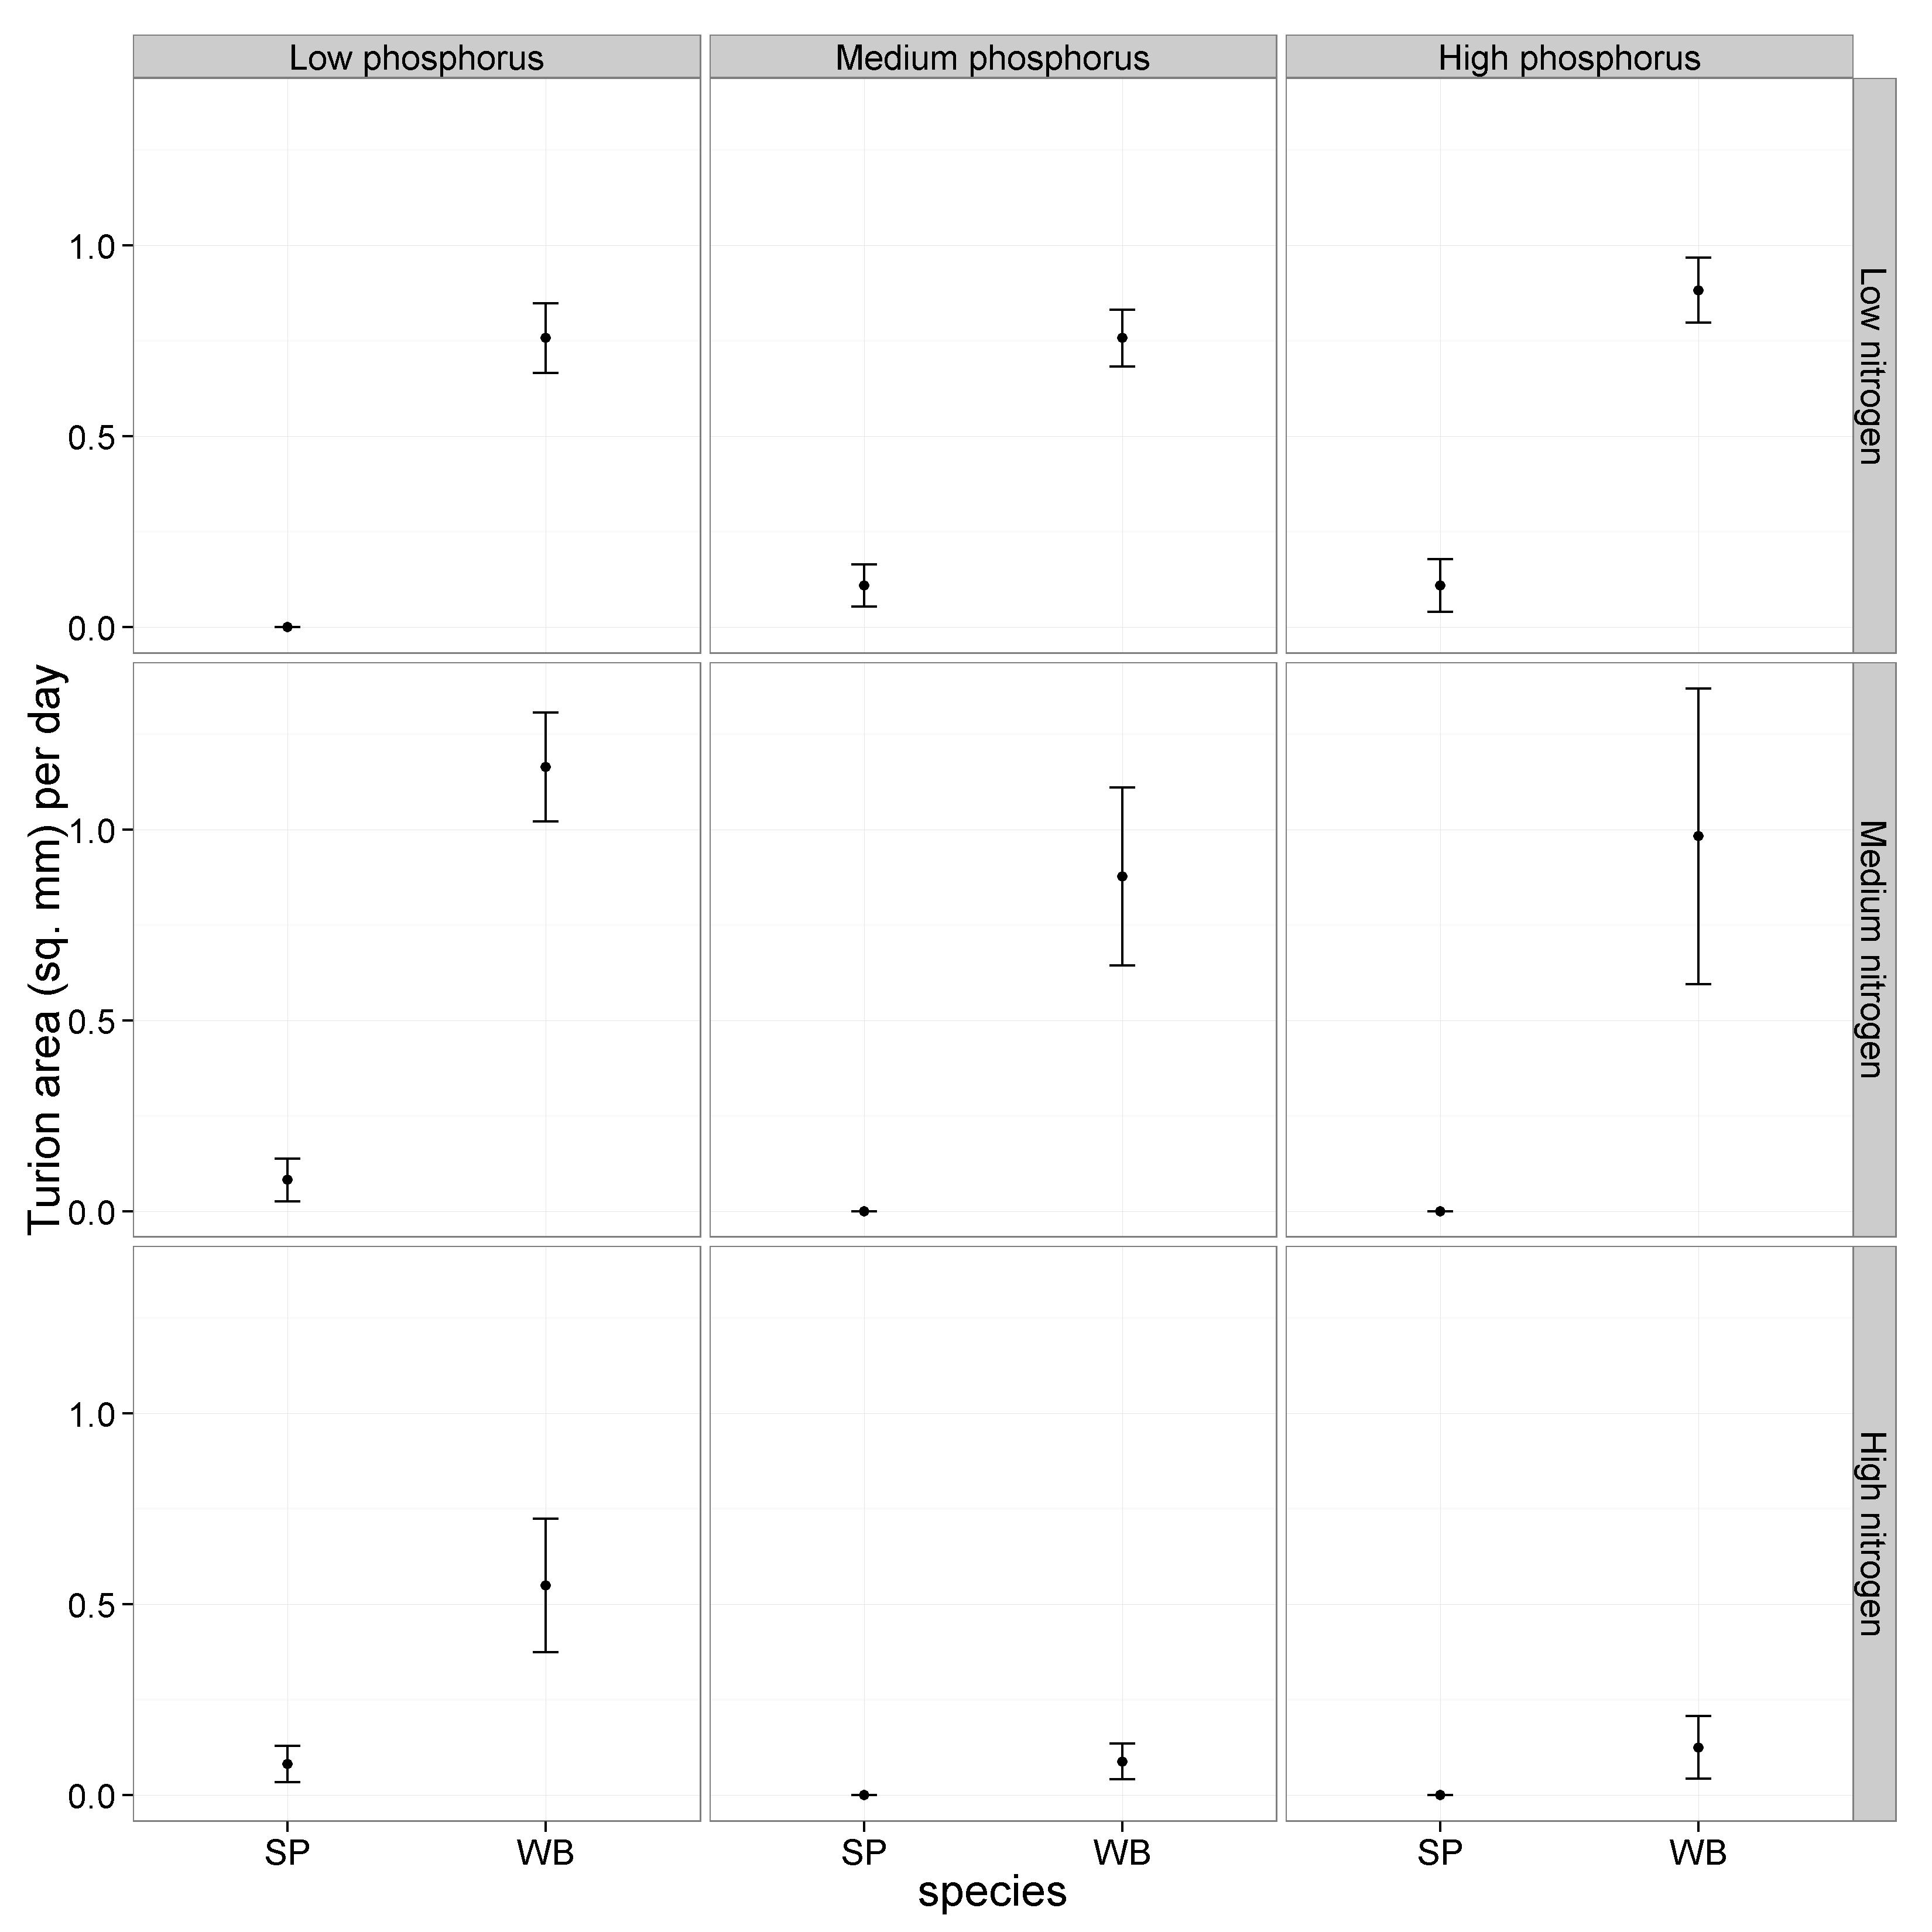 Low phosphorus
Medium phosphorus
High phosphorus
Turion area (sq. mm) per day
1.0
0.5
0.0
Low nitrogen
1.0
0.5
0.0
Medium nitrogen
1.0
0.5
0.0
High nitrogen
SP
WB
SP
WB
SP
WB
species